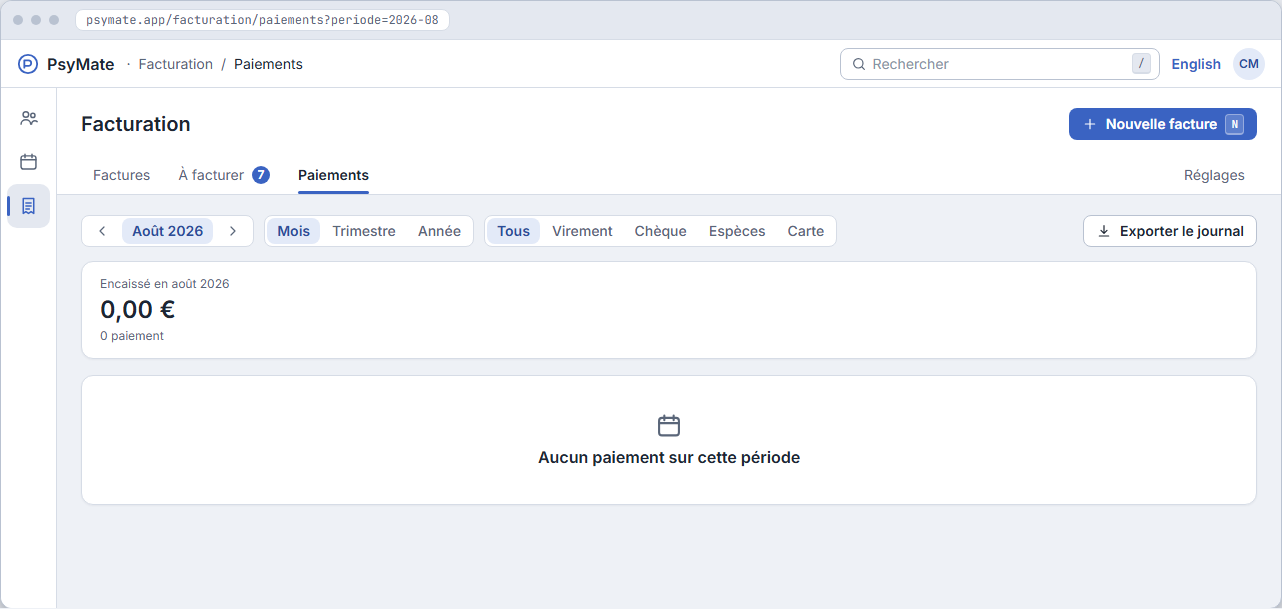 psymate.app/facturation/paiements?periode=2026-08
PsyMate · Facturation / Paiements
Rechercher /
English
CM
Facturation
Nouvelle facture N
Factures
À facturer 7
Paiements
Réglages
Août 2026
Mois Trimestre Année
Tous Virement Chèque Espèces Carte
Exporter le journal
Encaissé en août 2026
0,00 €
0 paiement
Aucun paiement sur cette période